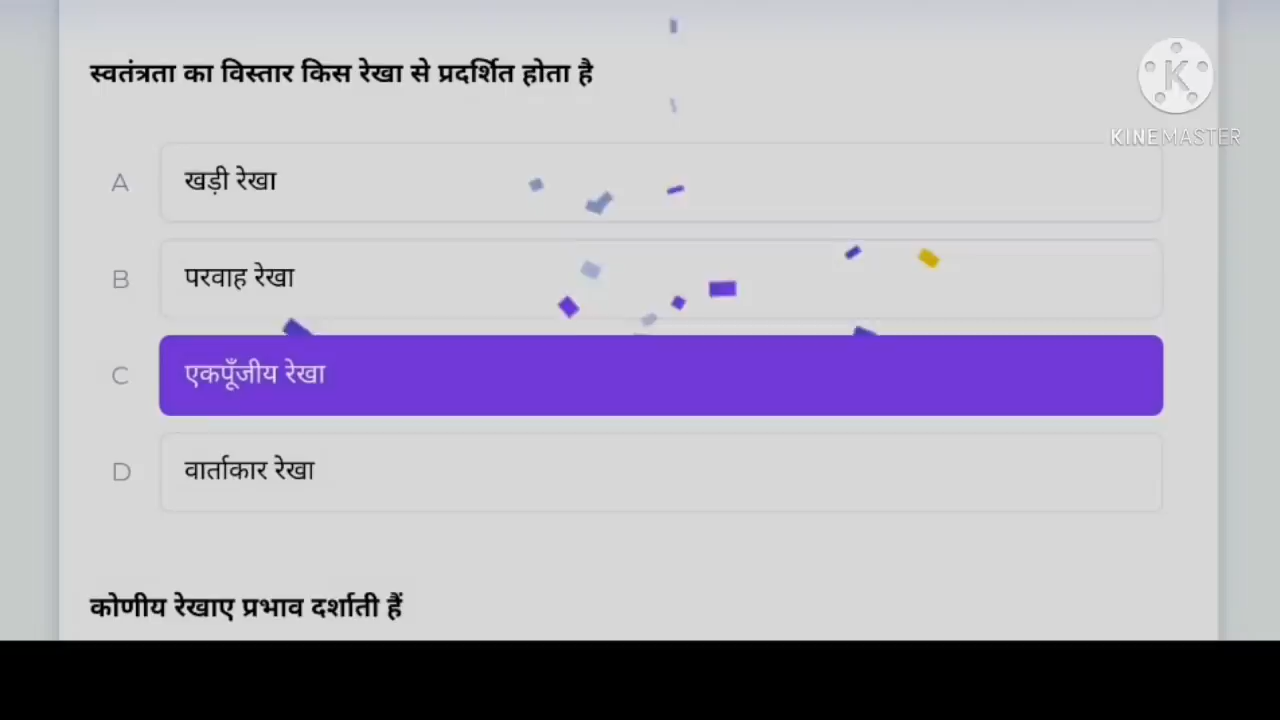 स्वतंत्रता का विस्तार किस रेखा से प्रदर्शित होता है
K
KINEMASTER
A खड़ी रेखा
B परवाह रेखा
C एकपूँजीय रेखा
D वार्ताकार रेखा
कोणीय रेखाए प्रभाव दर्शाती हैं